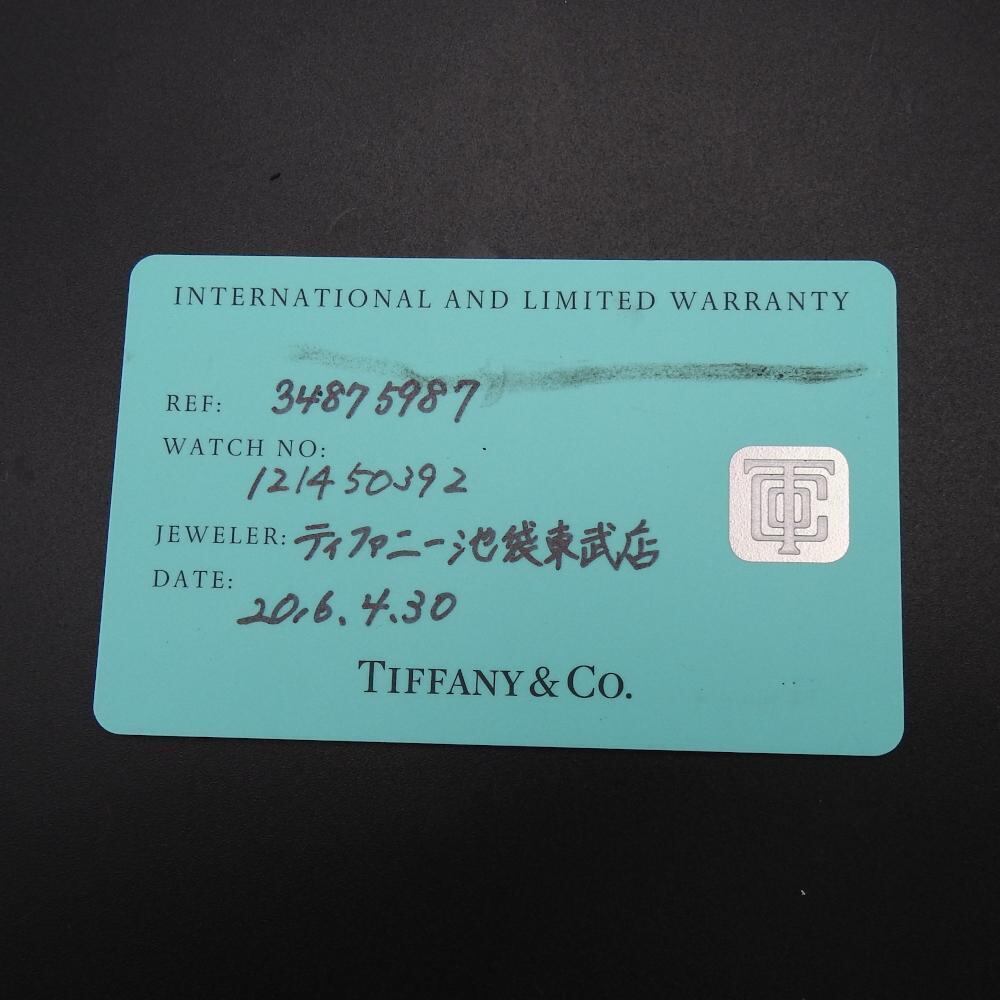 INTERNATIONAL AND LIMITED WARRANTY
REF: 34875987
WATCH NO:
121450392
JEWELER: ティファニー池袋東武店
DATE:
2016.4.30
TIFFANY & CO.